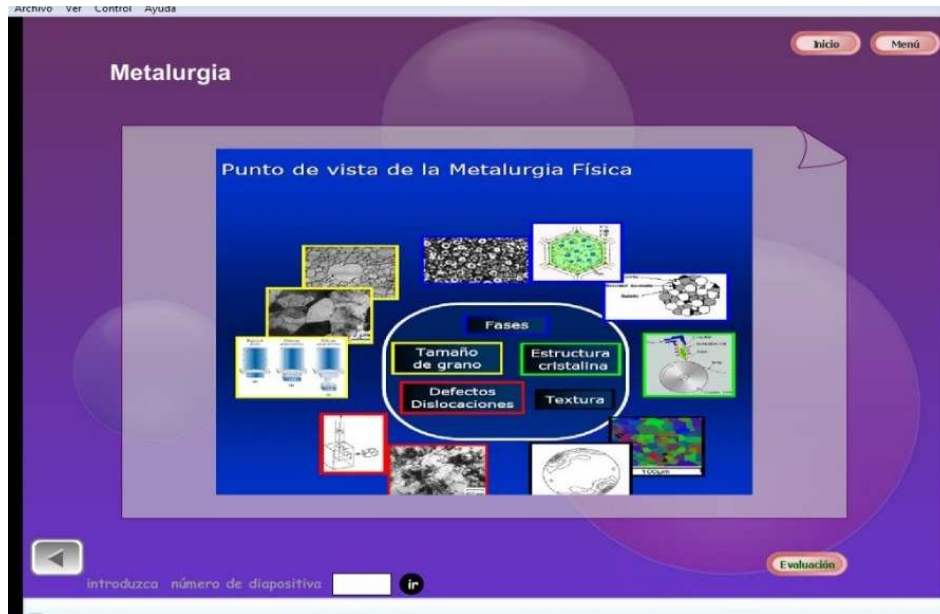 Archivo Ver Control Ayuda
Inicio
Menú
Metalurgia
Punto de vista de la Metalurgia Física
Fases
Tamaño
de grano
Estructura
cristalina
Defectos
Dislocaciones
Textura
100µm
Evaluación
introduzca número de diapositiva
ir